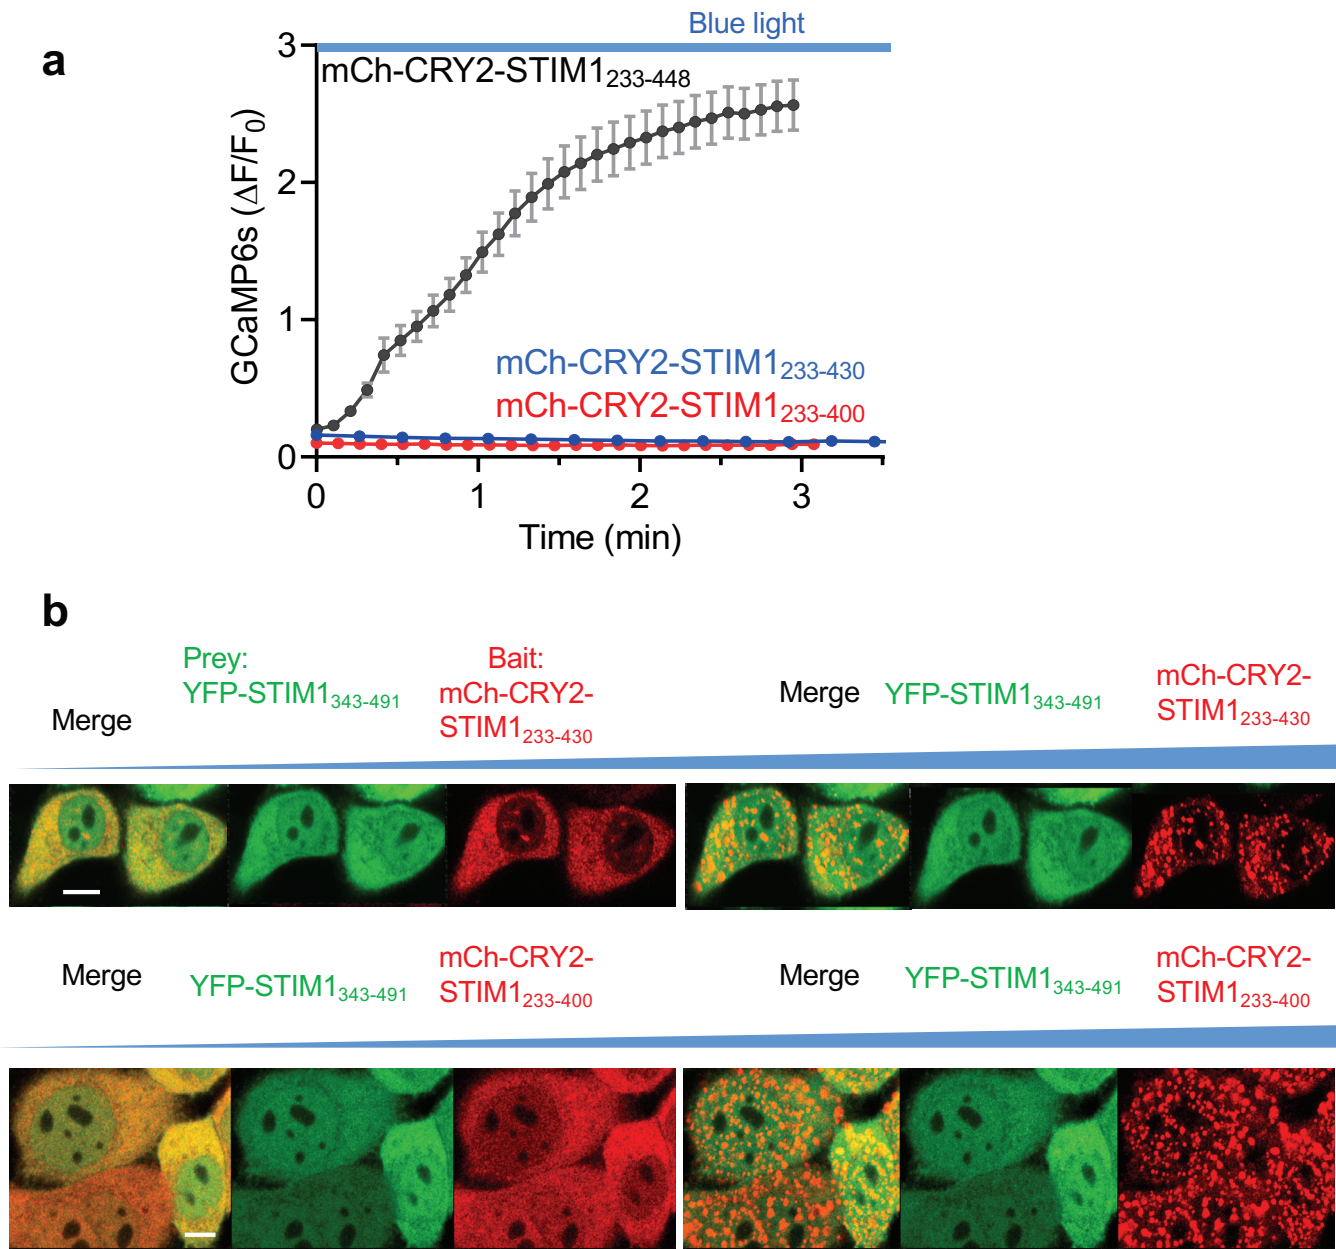 a
Blue light
mCh-CRY2-STIM1233-448
GCaMP6s (ΔF/F0)
3
2
1
0
mCh-CRY2-STIM1233-430
mCh-CRY2-STIM1233-400
0 1 2 3
Time (min)
b
Merge
Prey:
YFP-STIM1343-491
Bait:
mCh-CRY2-
STIM1233-430
Merge
YFP-STIM1343-491
mCh-CRY2-
STIM1233-430
Merge
YFP-STIM1343-491
mCh-CRY2-
STIM1233-400
Merge
YFP-STIM1343-491
mCh-CRY2-
STIM1233-400